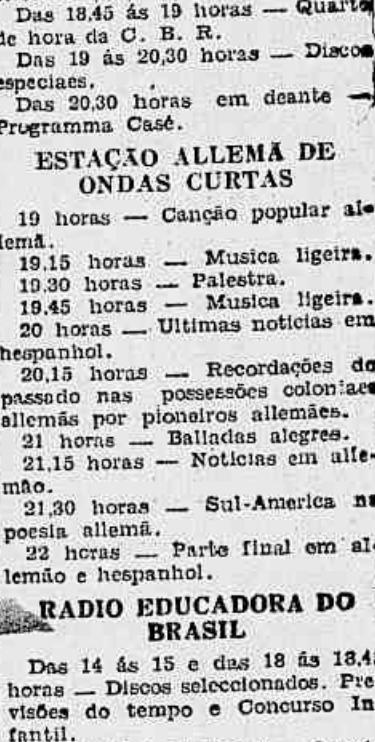 Das 18,45 ás 19 horas — Quarto
de hora da C. B. R.
Das 19 ás 20,30 horas — Discos
especiaes.
Das 20,30 horas em deante —
Programma Casé.
ESTAÇÃO ALLEMÃ DE
ONDAS CURTAS
19 horas — Canção popular al-
lemã.
19.15 horas — Musica ligeira.
19.30 horas — Palestra.
19.45 horas — Musica ligeira.
20 horas — Ultimas noticias em
hespanhol.
20,15 horas — Recordações do
passado nas possessões coloniaes
allemãs por pioneiros allemães.
21 horas — Balladas alegres.
21,15 horas — Noticias em alle-
mão.
21,30 horas — Sul-America na
poesia allemã.
22 horas — Parte final em al-
lemão e hespanhol.
RADIO EDUCADORA DO
BRASIL
Das 14 ás 15 e das 18 ás 18,45
horas — Discos seleccionados. Pre
visões do tempo e Concurso In
fantil.